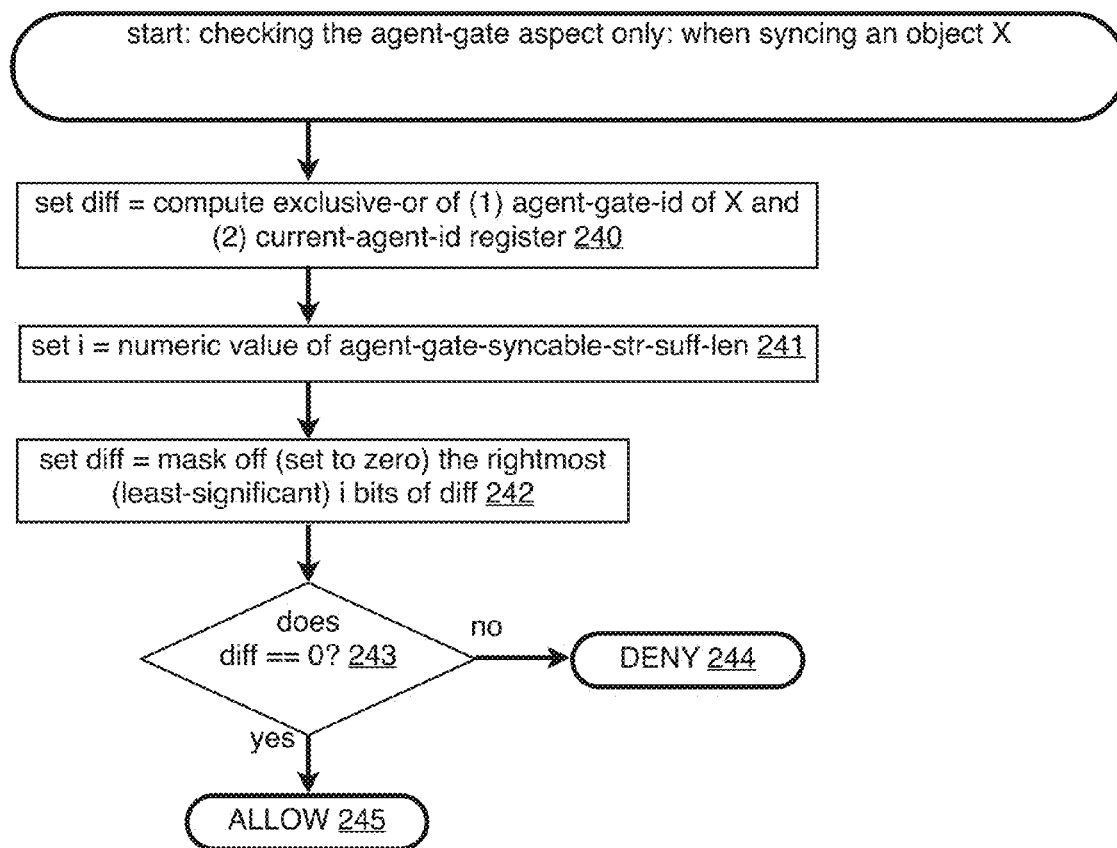 start: checking the agent-gate aspect only: when syncing an object X
set diff = compute exclusive-or of (1) agent-gate-id of X and
(2) current-agent-id register 240
set i = numeric value of agent-gate-syncable-str-suff-len 241
set diff = mask off (set to zero) the rightmost
(least-significant) i bits of diff 242
does
diff == 0? 243
no
DENY 244
yes
ALLOW 245